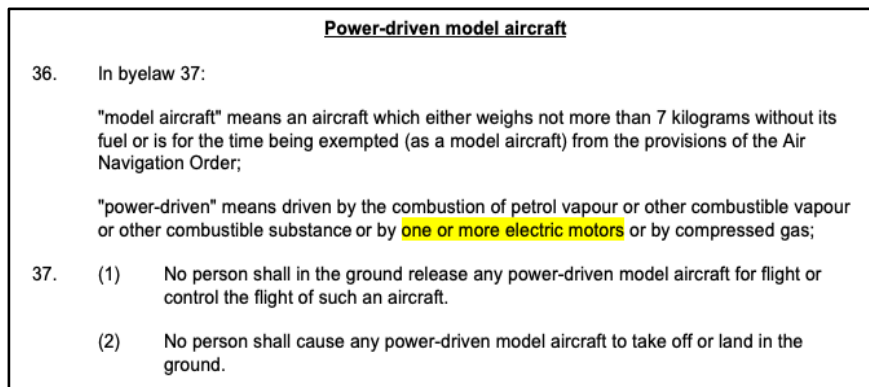 Power-driven model aircraft
36. In byelaw 37:
"model aircraft" means an aircraft which either weighs not more than 7 kilograms without its
fuel or is for the time being exempted (as a model aircraft) from the provisions of the Air
Navigation Order;
"power-driven" means driven by the combustion of petrol vapour or other combustible vapour
or other combustible substance or by one or more electric motors or by compressed gas;
37. (1) No person shall in the ground release any power-driven model aircraft for flight or
control the flight of such an aircraft.
(2) No person shall cause any power-driven model aircraft to take off or land in the
ground.